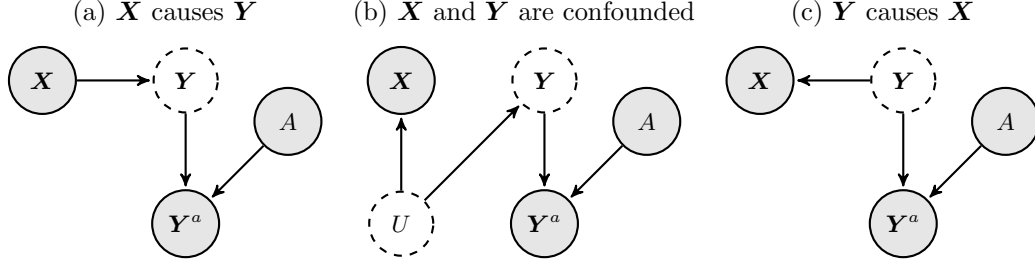 (a) X causes Y
(b) X and Y are confounded
(c) Y causes X
X
Y
A
Y^a
X
Y
A
U
Y^a
X
Y
A
Y^a